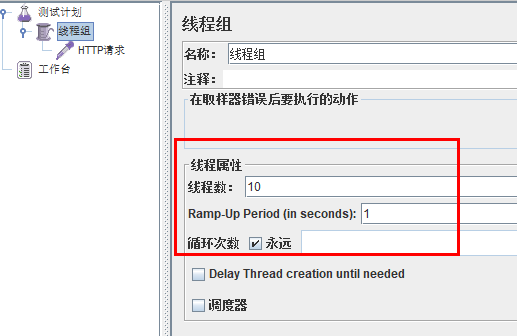 测试计划
线程组
HTTP请求
工作台
线程组
名称： 线程组
注释：
在取样器错误后要执行的动作
线程属性
线程数： 10
Ramp-Up Period (in seconds): 1
循环次数 永远
Delay Thread creation until needed
调度器